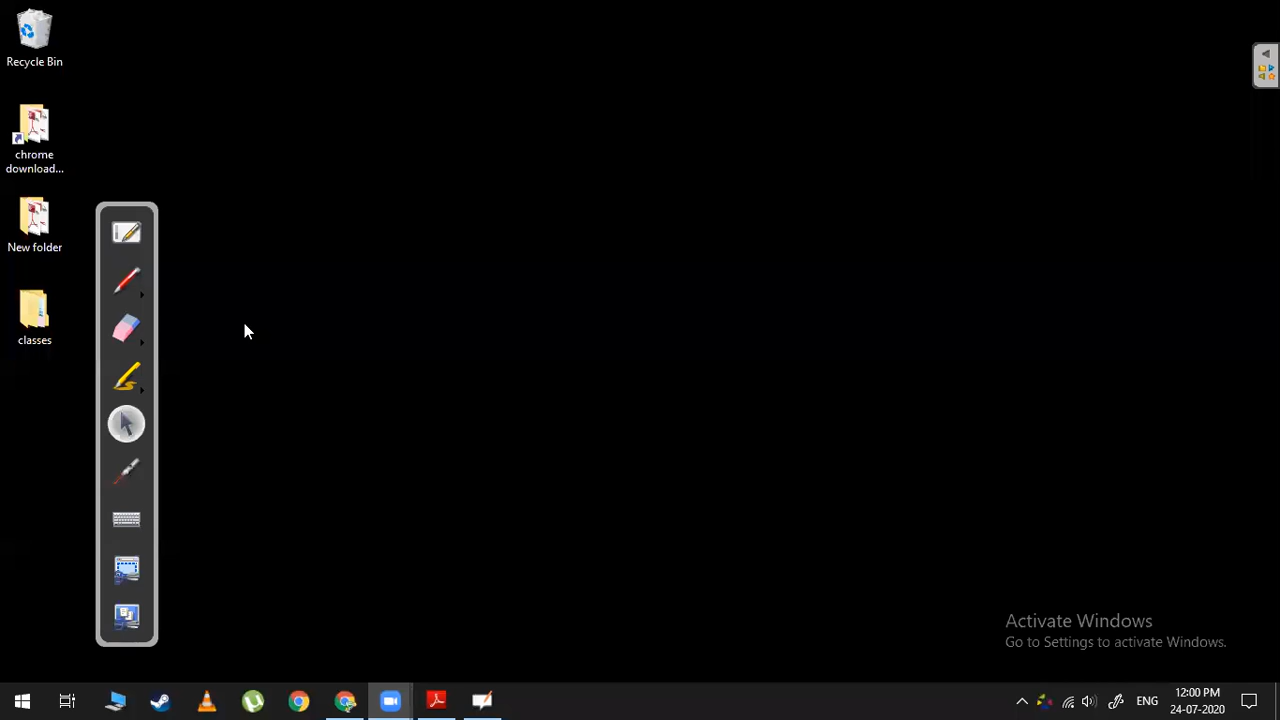 Recycle Bin
chrome
download...
New folder
classes
Activate Windows
Go to Settings to activate Windows.
ENG
12:00 PM
24-07-2020